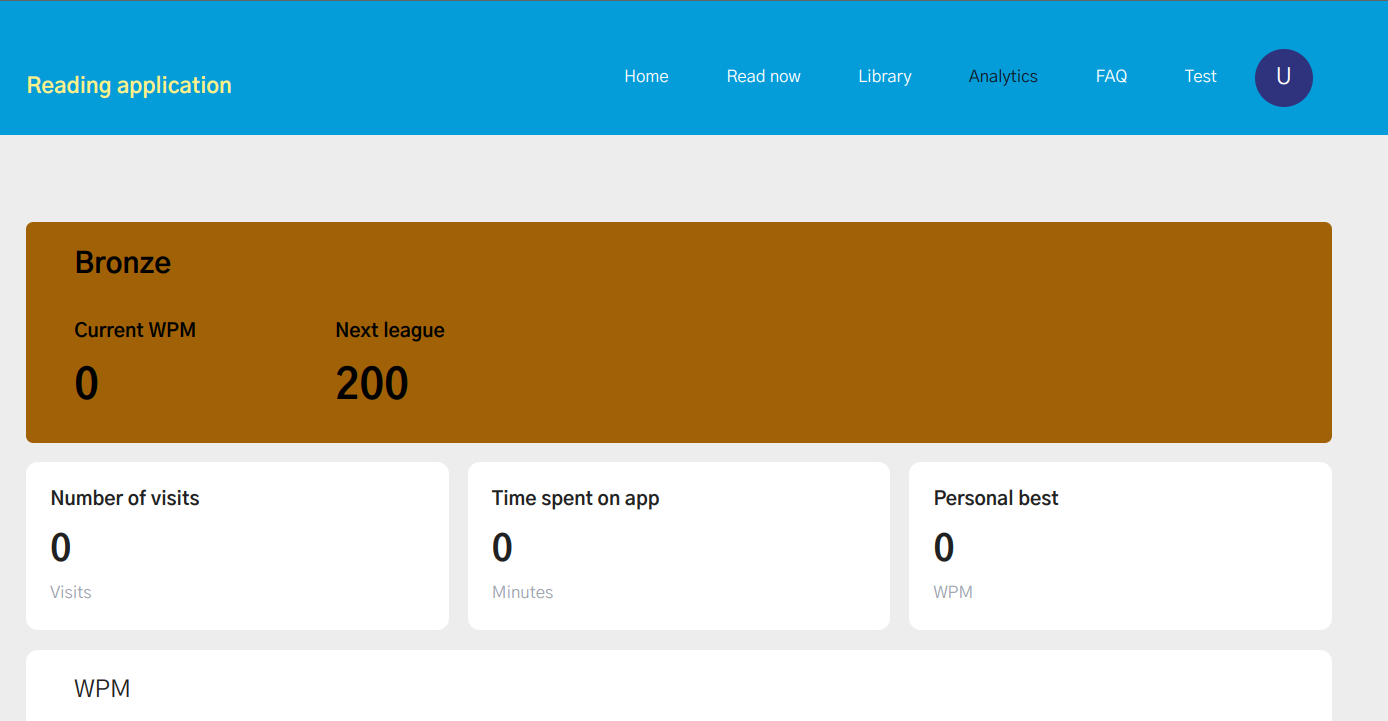 Reading application
Home Read now Library Analytics FAQ Test U
Bronze
Current WPM Next league
0 200
Number of visits Time spent on app Personal best
0 0 0
Visits Minutes WPM
WPM